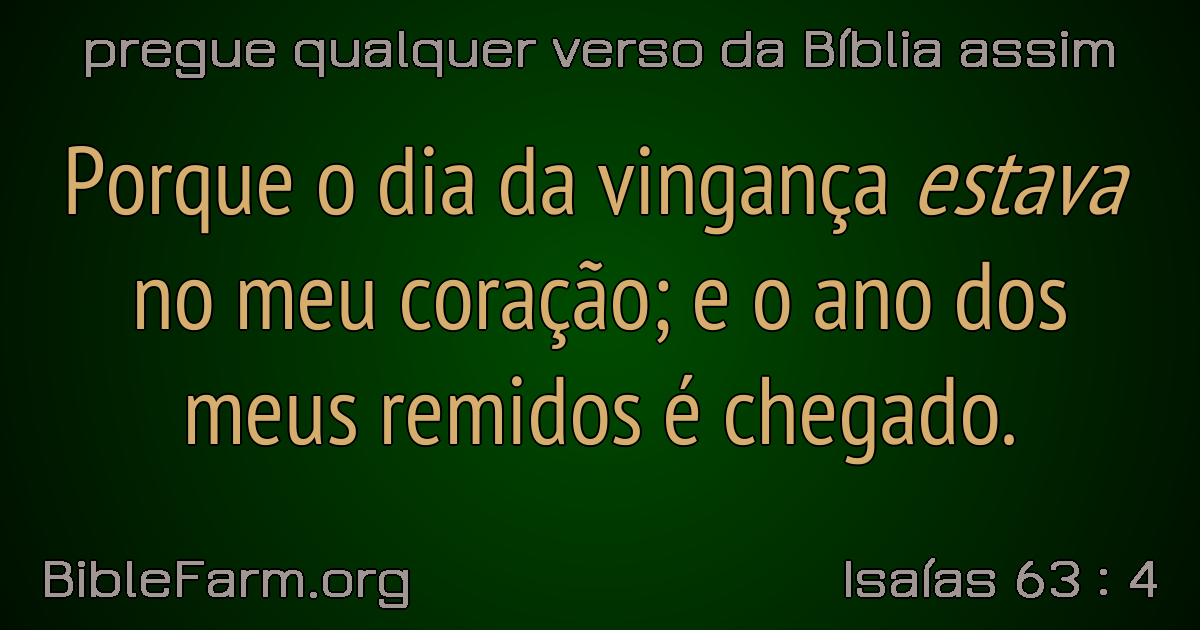 pregue qualquer verso da Bíblia assim
Porque o dia da vingança estava
no meu coração; e o ano dos
meus remidos é chegado.
BibleFarm.org
Isaías 63 : 4